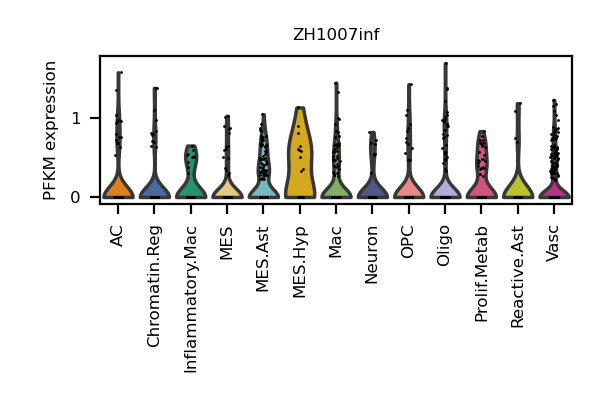 ZH1007inf
PFKM expression
1
0
AC
Chromatin.Reg
Inflammatory.Mac
MES
MES.Ast
MES.Hyp
Mac
Neuron
OPC
Oligo
Prolif.Metab
Reactive.Ast
Vasc